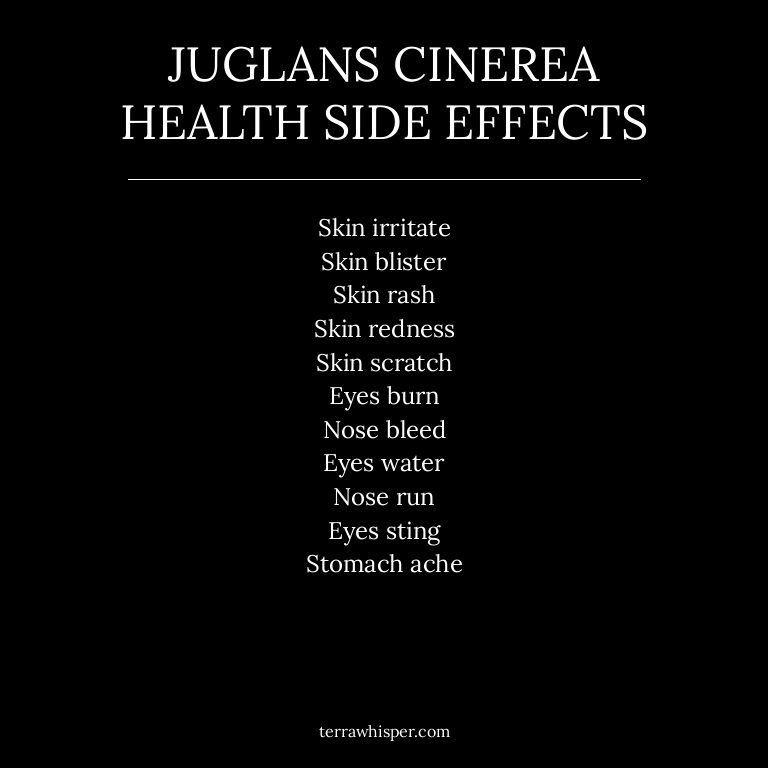 JUGLANS CINEREA
HEALTH SIDE EFFECTS
Skin irritate
Skin blister
Skin rash
Skin redness
Skin scratch
Eyes burn
Nose bleed
Eyes water
Nose run
Eyes sting
Stomach ache
terrawhisper.com